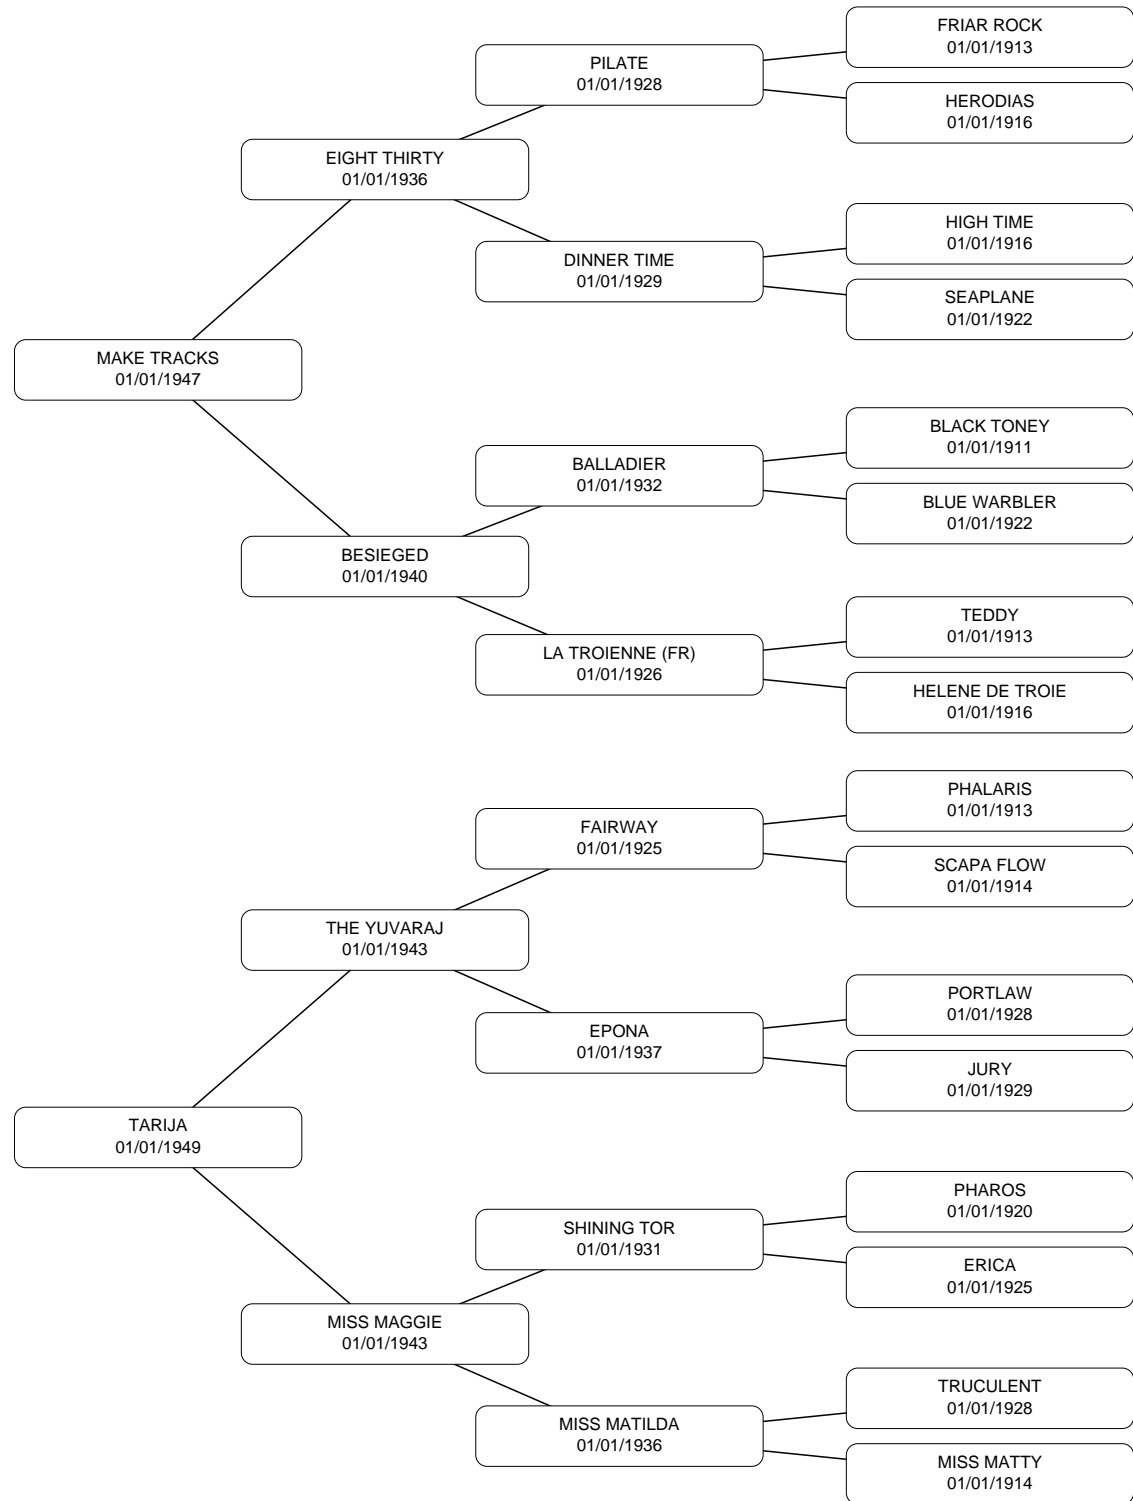 FRIAR ROCK
01/01/1913
PILATE
01/01/1928
HERODIAS
01/01/1916
EIGHT THIRTY
01/01/1936
HIGH TIME
01/01/1916
DINNER TIME
01/01/1929
SEAPLANE
01/01/1922
MAKE TRACKS
01/01/1947
BLACK TONEY
01/01/1911
BALLADIER
01/01/1932
BLUE WARBLER
01/01/1922
BESIEGED
01/01/1940
TEDDY
01/01/1913
LA TROIENNE (FR)
01/01/1926
HELENE DE TROIE
01/01/1916
PHALARIS
01/01/1913
FAIRWAY
01/01/1925
SCAPA FLOW
01/01/1914
THE YUVARAJ
01/01/1943
PORTLAW
01/01/1928
EPONA
01/01/1937
JURY
01/01/1929
TARIJA
01/01/1949
PHAROS
01/01/1920
SHINING TOR
01/01/1931
ERICA
01/01/1925
MISS MAGGIE
01/01/1943
TRUCULENT
01/01/1928
MISS MATILDA
01/01/1936
MISS MATTY
01/01/1914